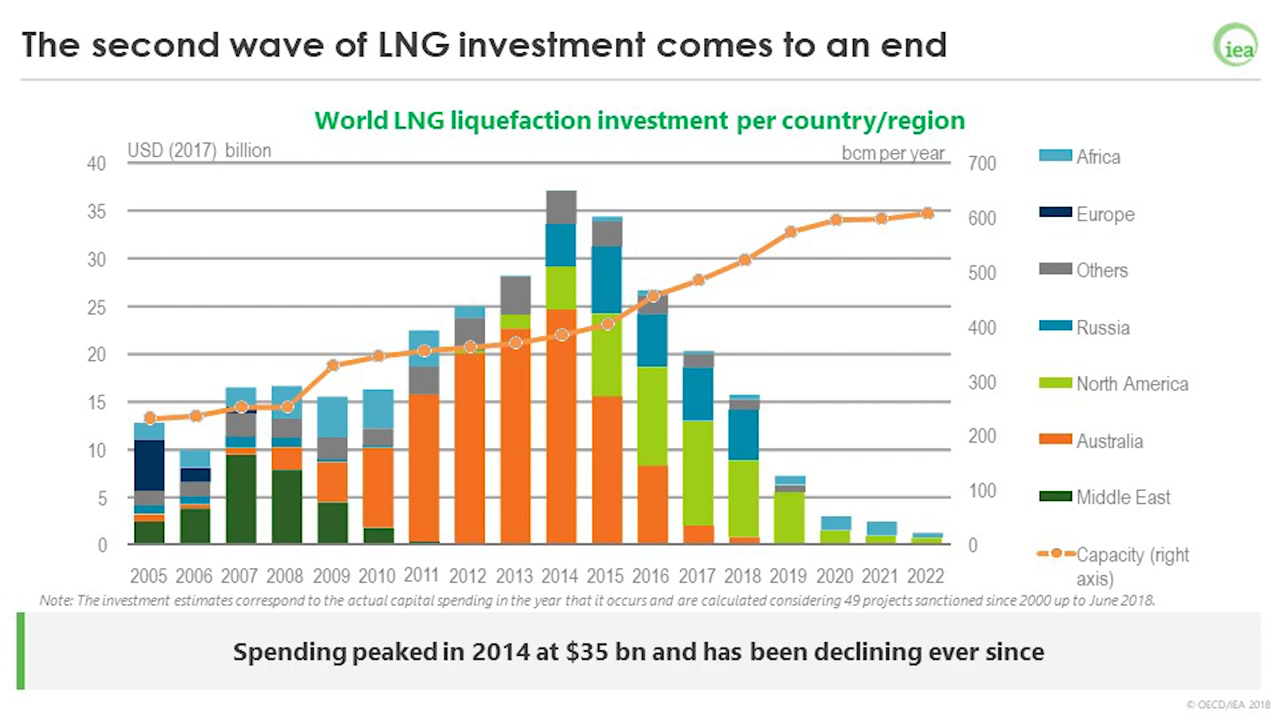 The second wave of LNG investment comes to an end
iea
World LNG liquefaction investment per country/region
USD (2017) billion
bcm per year
40
35
30
25
20
15
10
5
0
700
600
500
400
300
200
100
0
2005 2006 2007 2008 2009 2010 2011 2012 2013 2014 2015 2016 2017 2018 2019 2020 2021 2022
Africa
Europe
Others
Russia
North America
Australia
Middle East
Capacity (right
axis)
Note: The investment estimates correspond to the actual capital spending in the year that it occurs and are calculated considering 49 projects sanctioned since 2000 up to June 2018.
Spending peaked in 2014 at $35 bn and has been declining ever since
© OECD/IEA 2018